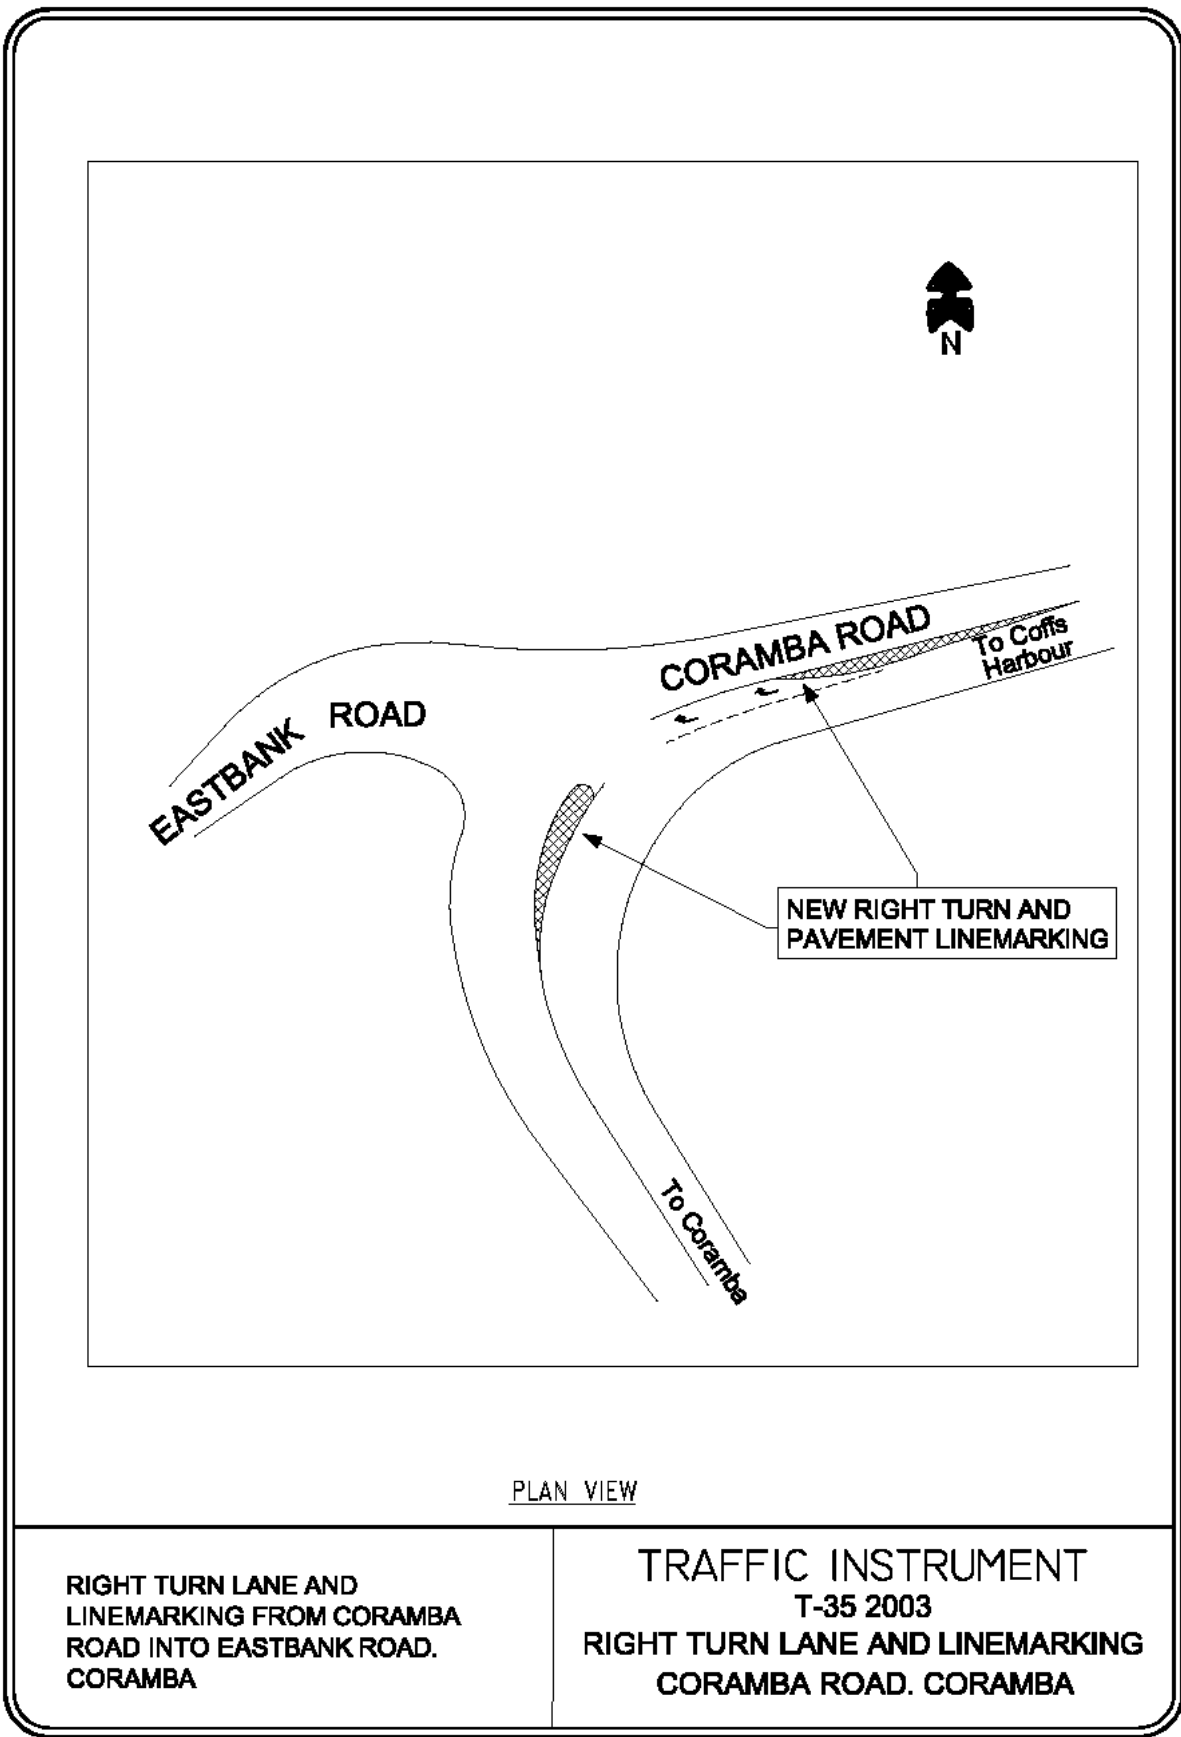 N
CORAMBA ROAD
To Coffs
Harbour
EASTBANK ROAD
NEW RIGHT TURN AND
PAVEMENT LINEMARKING
To Coramba
PLAN VIEW
RIGHT TURN LANE AND
LINEMARKING FROM CORAMBA
ROAD INTO EASTBANK ROAD.
CORAMBA
TRAFFIC INSTRUMENT
T-35 2003
RIGHT TURN LANE AND LINEMARKING
CORAMBA ROAD. CORAMBA